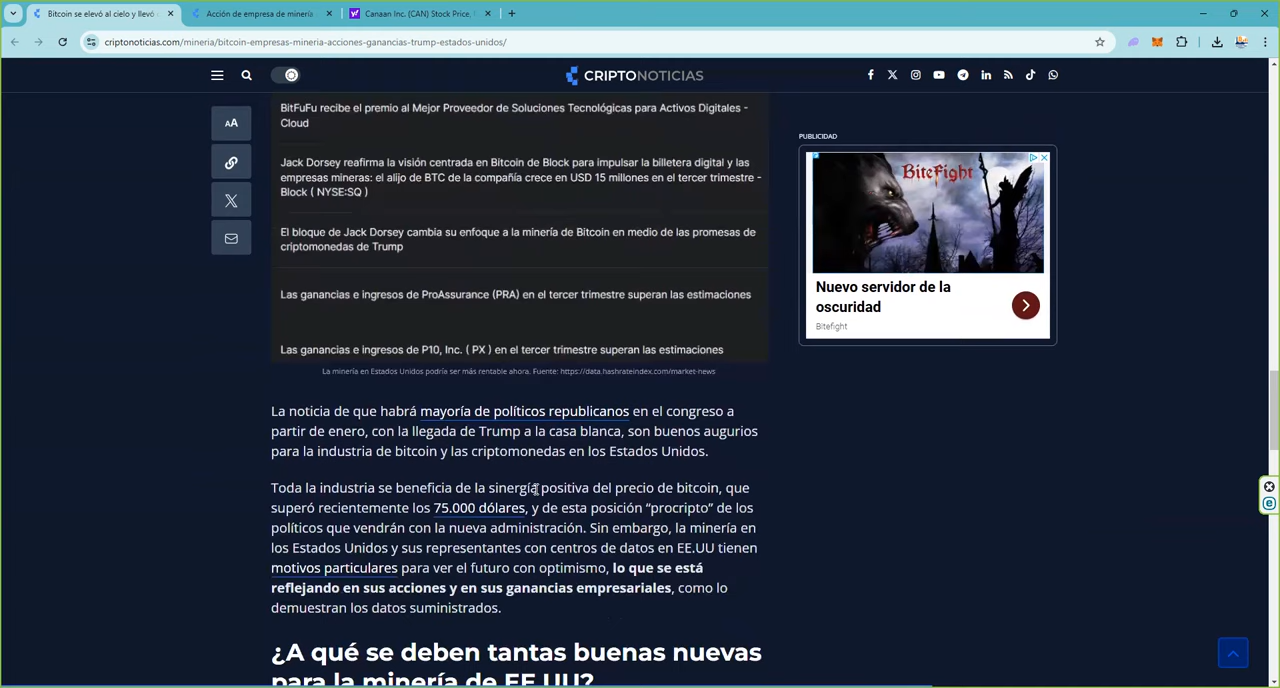 Bitcoin se elevó al cielo y llevó
Acción de empresa de minería
Canaan Inc. (CAN) Stock Price,
criptonoticias.com/mineria/bitcoin-empresas-mineria-acciones-ganancias-trump-estados-unidos/
CRIPTONOTICIAS
BitFuFu recibe el premio al Mejor Proveedor de Soluciones Tecnológicas para Activos Digitales -
Cloud
Jack Dorsey reafirma la visión centrada en Bitcoin de Block para impulsar la billetera digital y las
empresas mineras: el alijo de BTC de la compañía crece en USD 15 millones en el tercer trimestre -
Block ( NYSE:SQ )
El bloque de Jack Dorsey cambia su enfoque a la minería de Bitcoin en medio de las promesas de
criptomonedas de Trump
Las ganancias e ingresos de ProAssurance (PRA) en el tercer trimestre superan las estimaciones
Las ganancias e ingresos de P10, Inc. ( PX ) en el tercer trimestre superan las estimaciones
La minería en Estados Unidos podría ser más rentable ahora. Fuente: https://data.hashrateindex.com/market-news
La noticia de que habrá mayoría de políticos republicanos en el congreso a
partir de enero, con la llegada de Trump a la casa blanca, son buenos augurios
para la industria de bitcoin y las criptomonedas en los Estados Unidos.
Toda la industria se beneficia de la sinergía positiva del precio de bitcoin, que
superó recientemente los 75.000 dólares, y de esta posición “procripto” de los
políticos que vendrán con la nueva administración. Sin embargo, la minería en
los Estados Unidos y sus representantes con centros de datos en EE.UU tienen
motivos particulares para ver el futuro con optimismo, lo que se está
reflejando en sus acciones y en sus ganancias empresariales, como lo
demuestran los datos suministrados.
¿A qué se deben tantas buenas nuevas
para la minería de EE.UU?
AA
PUBLICIDAD
BiteFight
Nuevo servidor de la
oscuridad
Bitefight